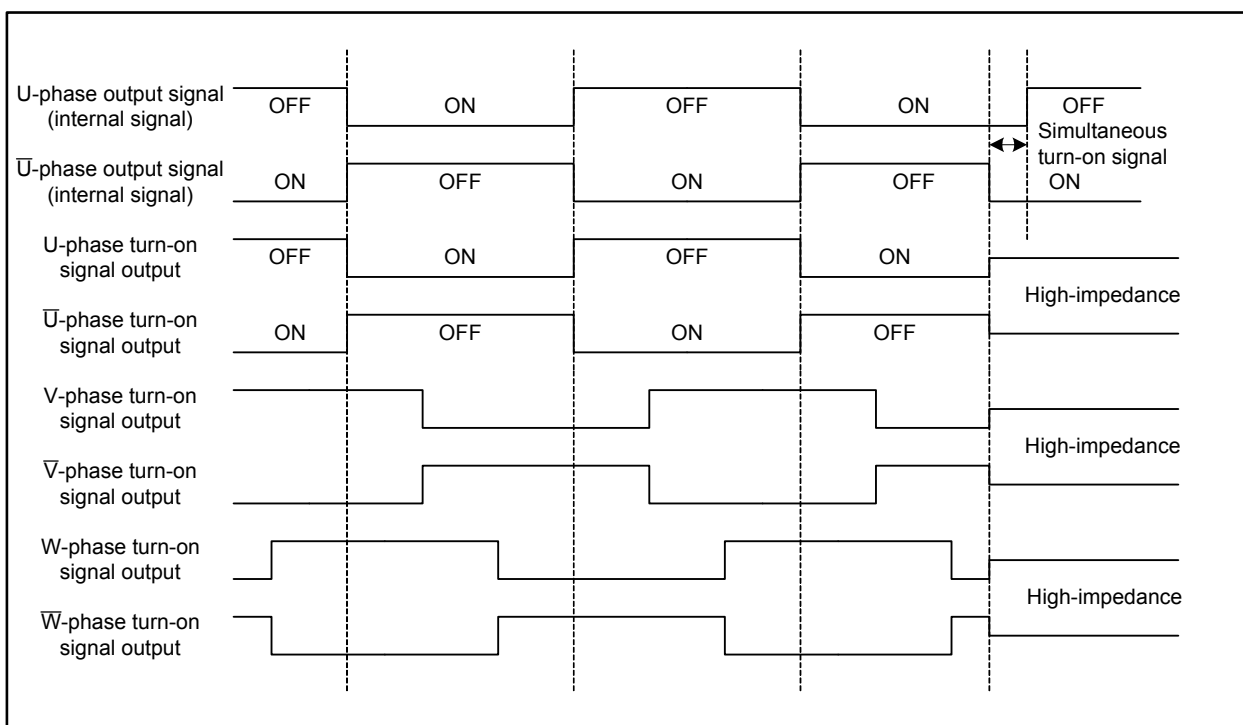 U-phase output signal
(internal signal)
OFF
ON
OFF
ON
OFF
Simultaneous
turn-on signal
U̅-phase output signal
(internal signal)
ON
OFF
ON
OFF
ON
U-phase turn-on
signal output
OFF
ON
OFF
ON
High-impedance
U̅-phase turn-on
signal output
ON
OFF
ON
OFF
V-phase turn-on
signal output
High-impedance
V̅-phase turn-on
signal output
W-phase turn-on
signal output
High-impedance
W̅-phase turn-on
signal output